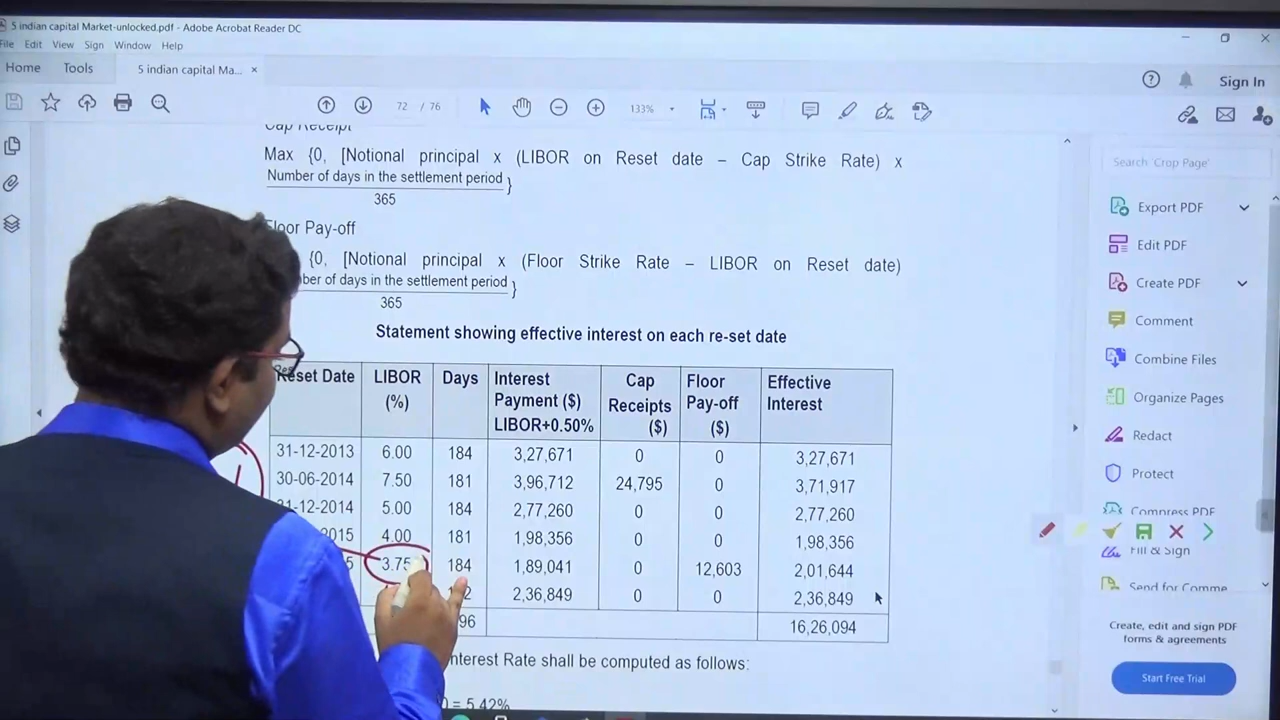 5 indian capital Market-unlocked.pdf - Adobe Acrobat Reader DC
File Edit View Sign Window Help
Home Tools 5 indian capital Ma... ×
72 / 76 133%
Sign In
Cap Receipt
Max {0, [Notional principal x (LIBOR on Reset date – Cap Strike Rate) x
Number of days in the settlement period
}
365
Floor Pay-off
{0, [Notional principal x (Floor Strike Rate – LIBOR on Reset date)
of days in the settlement period
}
365
Statement showing effective interest on each re-set date
Reset Date LIBOR (%) Days Interest Payment ($) LIBOR+0.50% Cap Receipts ($) Floor Pay-off ($) Effective Interest
31-12-2013 6.00 184 3,27,671 0 0 3,27,671
30-06-2014 7.50 181 3,96,712 24,795 0 3,71,917
-12-2014 5.00 184 2,77,260 0 0 2,77,260
015 4.00 181 1,98,356 0 0 1,98,356
5 3.75 184 1,89,041 0 12,603 2,01,644
2 2,36,849 0 0 2,36,849
96 16,26,094
nterest Rate shall be computed as follows:
= 5.42%
Search 'Crop Page'
Export PDF
Edit PDF
Create PDF
Comment
Combine Files
Organize Pages
Redact
Protect
Compress PDF
Fill & Sign
Send for Comme
Create, edit and sign PDF
forms & agreements
Start Free Trial